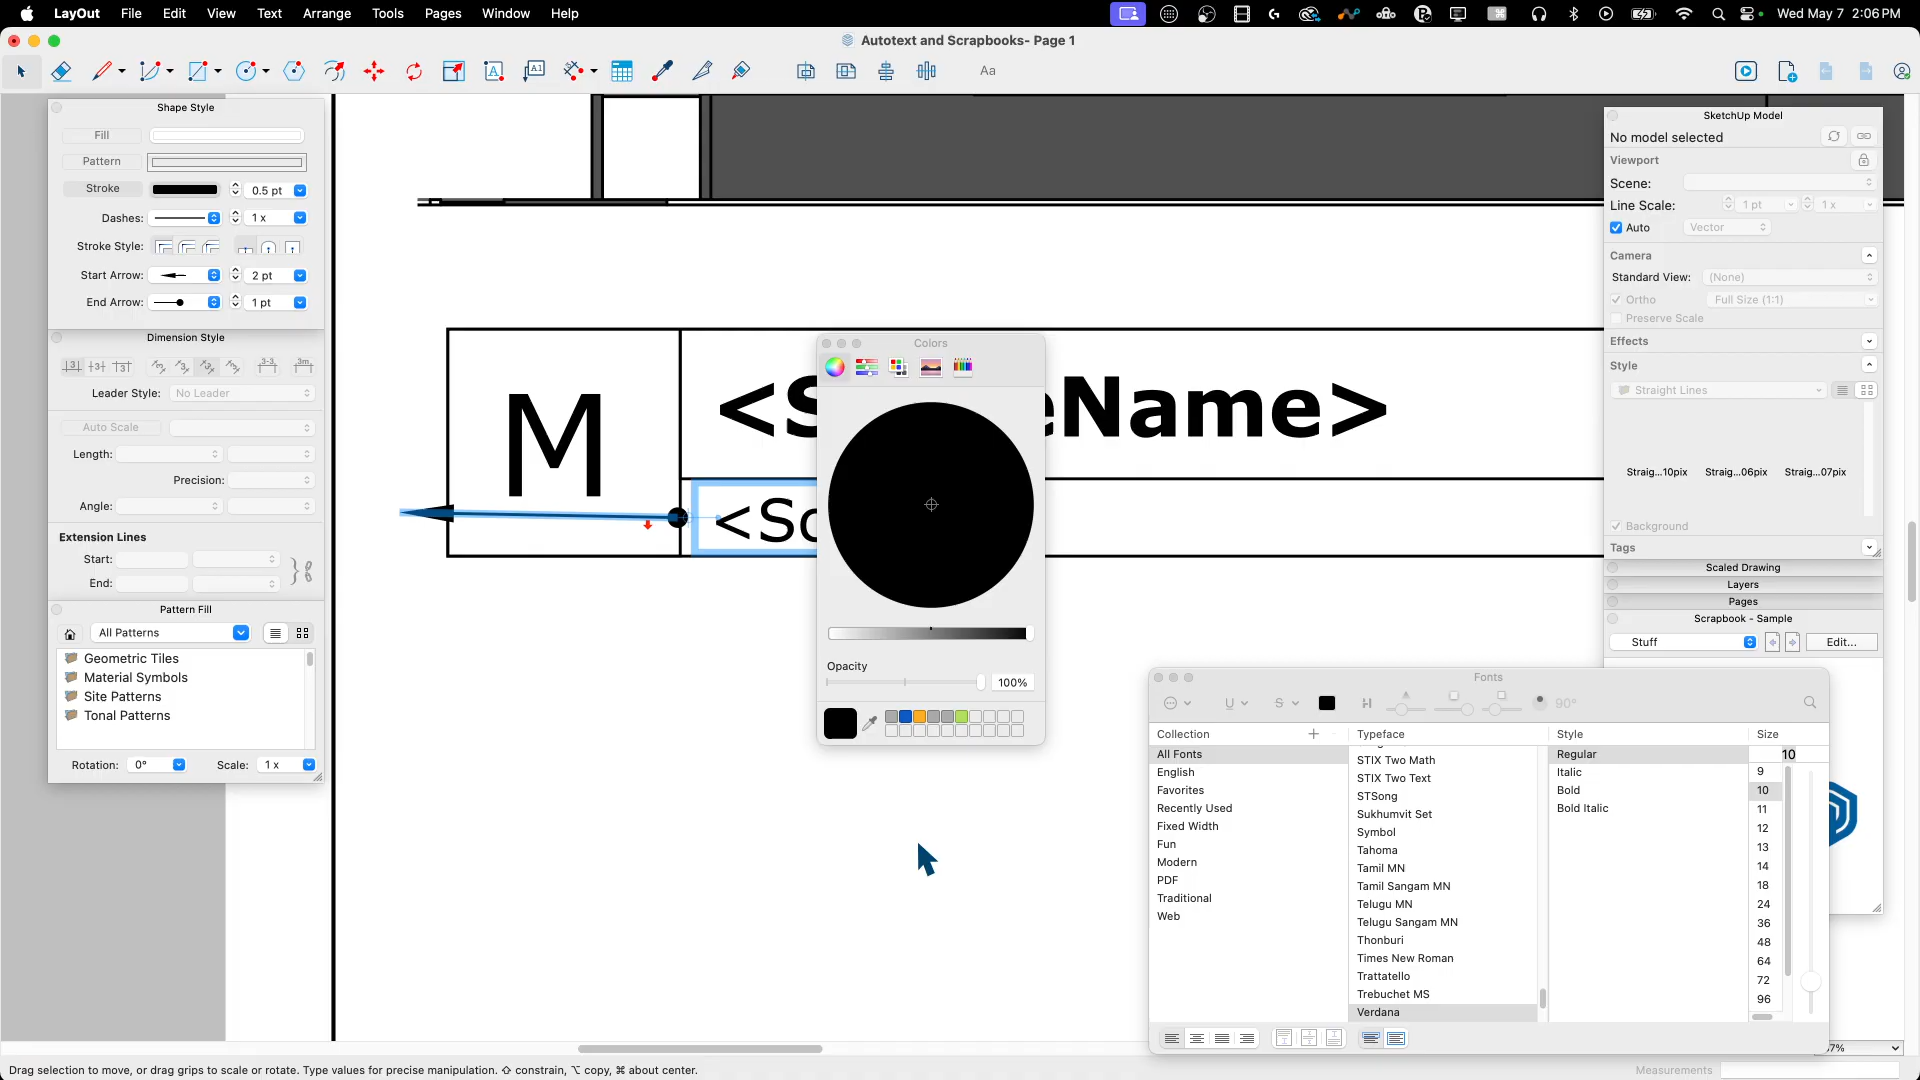 LayOut File Edit View Text Arrange Tools Pages Window Help
Wed May 7 2:06 PM
Autotext and Scrapbooks- Page 1
Aa
Shape Style
Fill
Pattern
Stroke 0.5 pt
Dashes: 1 x
Stroke Style:
Start Arrow: 2 pt
End Arrow: 1 pt
Dimension Style
Leader Style: No Leader
Auto Scale
Length:
Precision:
Angle:
Extension Lines
Start:
End:
Pattern Fill
All Patterns
Geometric Tiles
Material Symbols
Site Patterns
Tonal Patterns
Rotation: 0° Scale: 1 x
M
eName>
<Sc
Colors
Opacity
100%
SketchUp Model
No model selected
Viewport
Scene:
Line Scale: 1 pt 1 x
Auto Vector
Camera
Standard View: (None)
Ortho Full Size (1:1)
Preserve Scale
Effects
Style
Straight Lines
Straig...10pix Straig...06pix Straig...07pix
Background
Tags
Scaled Drawing
Layers
Pages
Scrapbook - Sample
Stuff Edit...
Fonts
U S H 90°
Collection + Typeface Style Size
All Fonts
English
Favorites
Recently Used
Fixed Width
Fun
Modern
PDF
Traditional
Web
STIX Two Math
STIX Two Text
STSong
Sukhumvit Set
Symbol
Tahoma
Tamil MN
Tamil Sangam MN
Telugu MN
Telugu Sangam MN
Thonburi
Times New Roman
Trattatello
Trebuchet MS
Verdana
Regular
Italic
Bold
Bold Italic
10
9
10
11
12
13
14
18
24
36
48
64
72
96
7%
Drag selection to move, or drag grips to scale or rotate. Type values for precise manipulation. ⇧ constrain, ⌥ copy, ⌘ about center.
Measurements